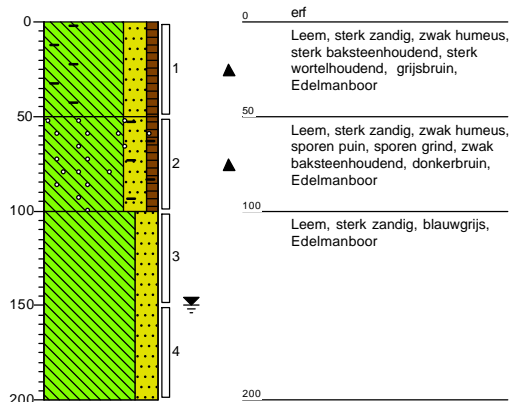 0
50
100
150
200
1
2
3
4
0
erf
Leem, sterk zandig, zwak humeus,
sterk baksteenhoudend, sterk
wortelhoudend, grijsbruin,
Edelmanboor
50
Leem, sterk zandig, zwak humeus,
sporen puin, sporen grind, zwak
baksteenhoudend, donkerbruin,
Edelmanboor
100
Leem, sterk zandig, blauwgrijs,
Edelmanboor
200